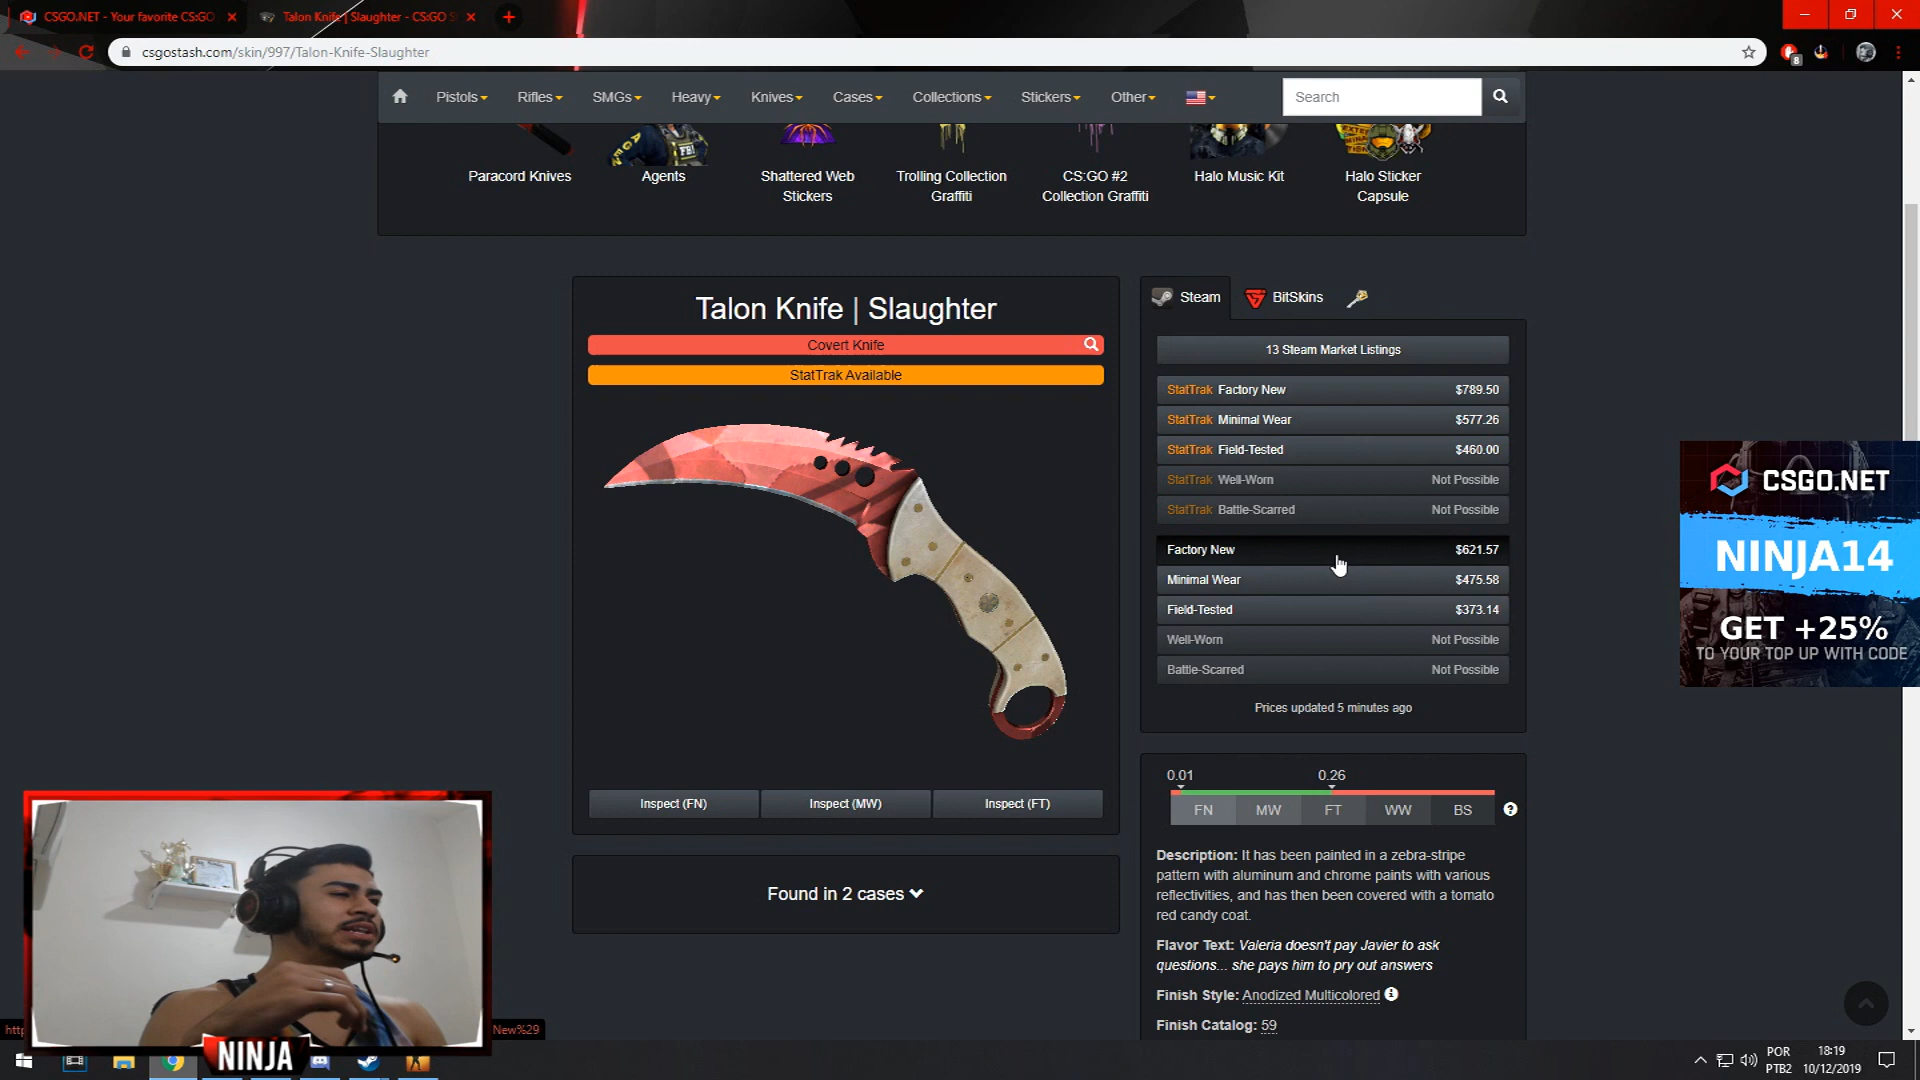 CSGO.NET - Your favorite CS:GO
Talon Knife | Slaughter - CS:GO S
csgostash.com/skin/997/Talon-Knife-Slaughter
8
Pistols Rifles SMGs Heavy Knives Cases Collections Stickers Other
Search
Paracord Knives
Agents
Shattered Web
Stickers
Trolling Collection
Graffiti
CS:GO #2
Collection Graffiti
Halo Music Kit
Halo Sticker
Capsule
FBI
Talon Knife | Slaughter
Covert Knife
StatTrak Available
Inspect (FN)
Inspect (MW)
Inspect (FT)
Found in 2 cases
Steam
BitSkins
13 Steam Market Listings
StatTrak Factory New $789.50
StatTrak Minimal Wear $577.26
StatTrak Field-Tested $460.00
StatTrak Well-Worn Not Possible
StatTrak Battle-Scarred Not Possible
Factory New $621.57
Minimal Wear $475.58
Field-Tested $373.14
Well-Worn Not Possible
Battle-Scarred Not Possible
Prices updated 5 minutes ago
0.01 0.26
FN MW FT WW BS
Description: It has been painted in a zebra-stripe
pattern with aluminum and chrome paints with various
reflectivities, and has then been covered with a tomato
red candy coat.
Flavor Text: Valeria doesn't pay Javier to ask
questions... she pays him to pry out answers
Finish Style: Anodized Multicolored
Finish Catalog: 59
CSGO.NET
NINJA14
GET +25%
TO YOUR TOP UP WITH CODE
http
New%29
NINJA
POR
PTB2
18:19
10/12/2019